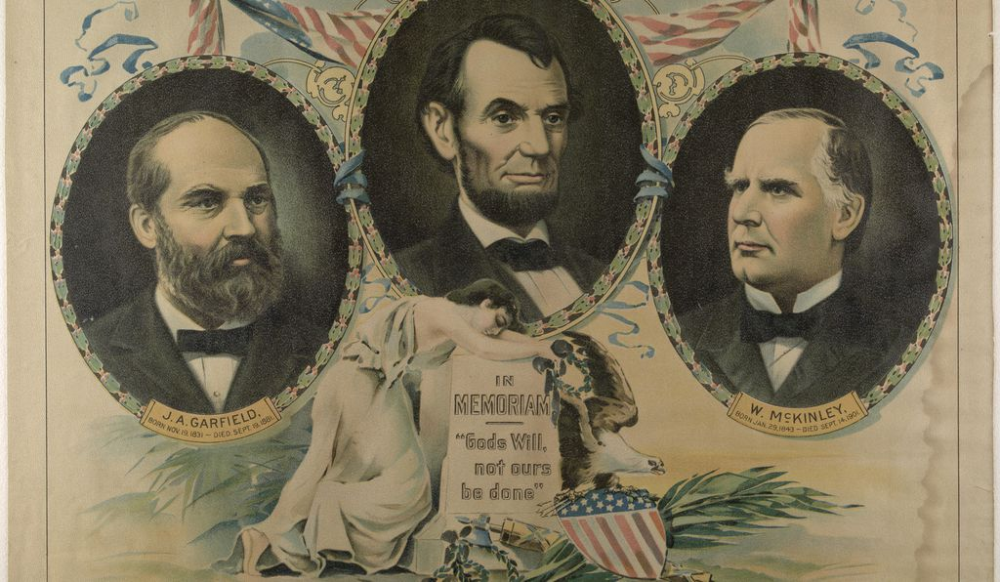 J. A. GARFIELD.
BORN NOV. 19, 1831 — DIED SEPT. 19, 1881.
W. McKINLEY.
BORN JAN. 29, 1843 — DIED SEPT. 14, 1901.
IN
MEMORIAM
"Gods Will,
not ours
be done"